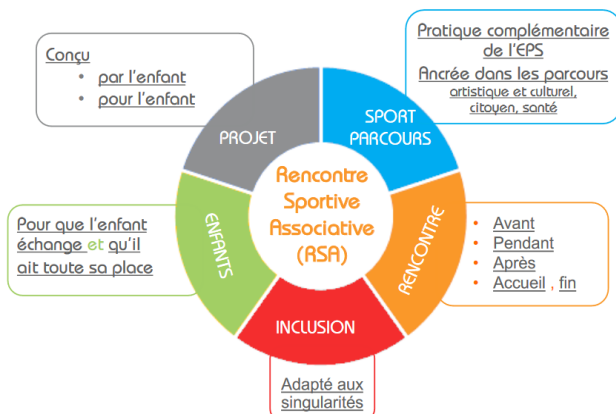 Conçu
• par l'enfant
• pour l'enfant
PROJET
Pratique complémentaire
de l'EPS
Ancrée dans les parcours
artistique et culturel,
citoyen, santé
SPORT
PARCOURS
Rencontre
Sportive
Associative
(RSA)
Pour que l'enfant
échange et qu'il
ait toute sa place
ENFANTS
RENCONTRE
• Avant
• Pendant
• Après
• Accueil , fin
INCLUSION
Adapté aux
singularités